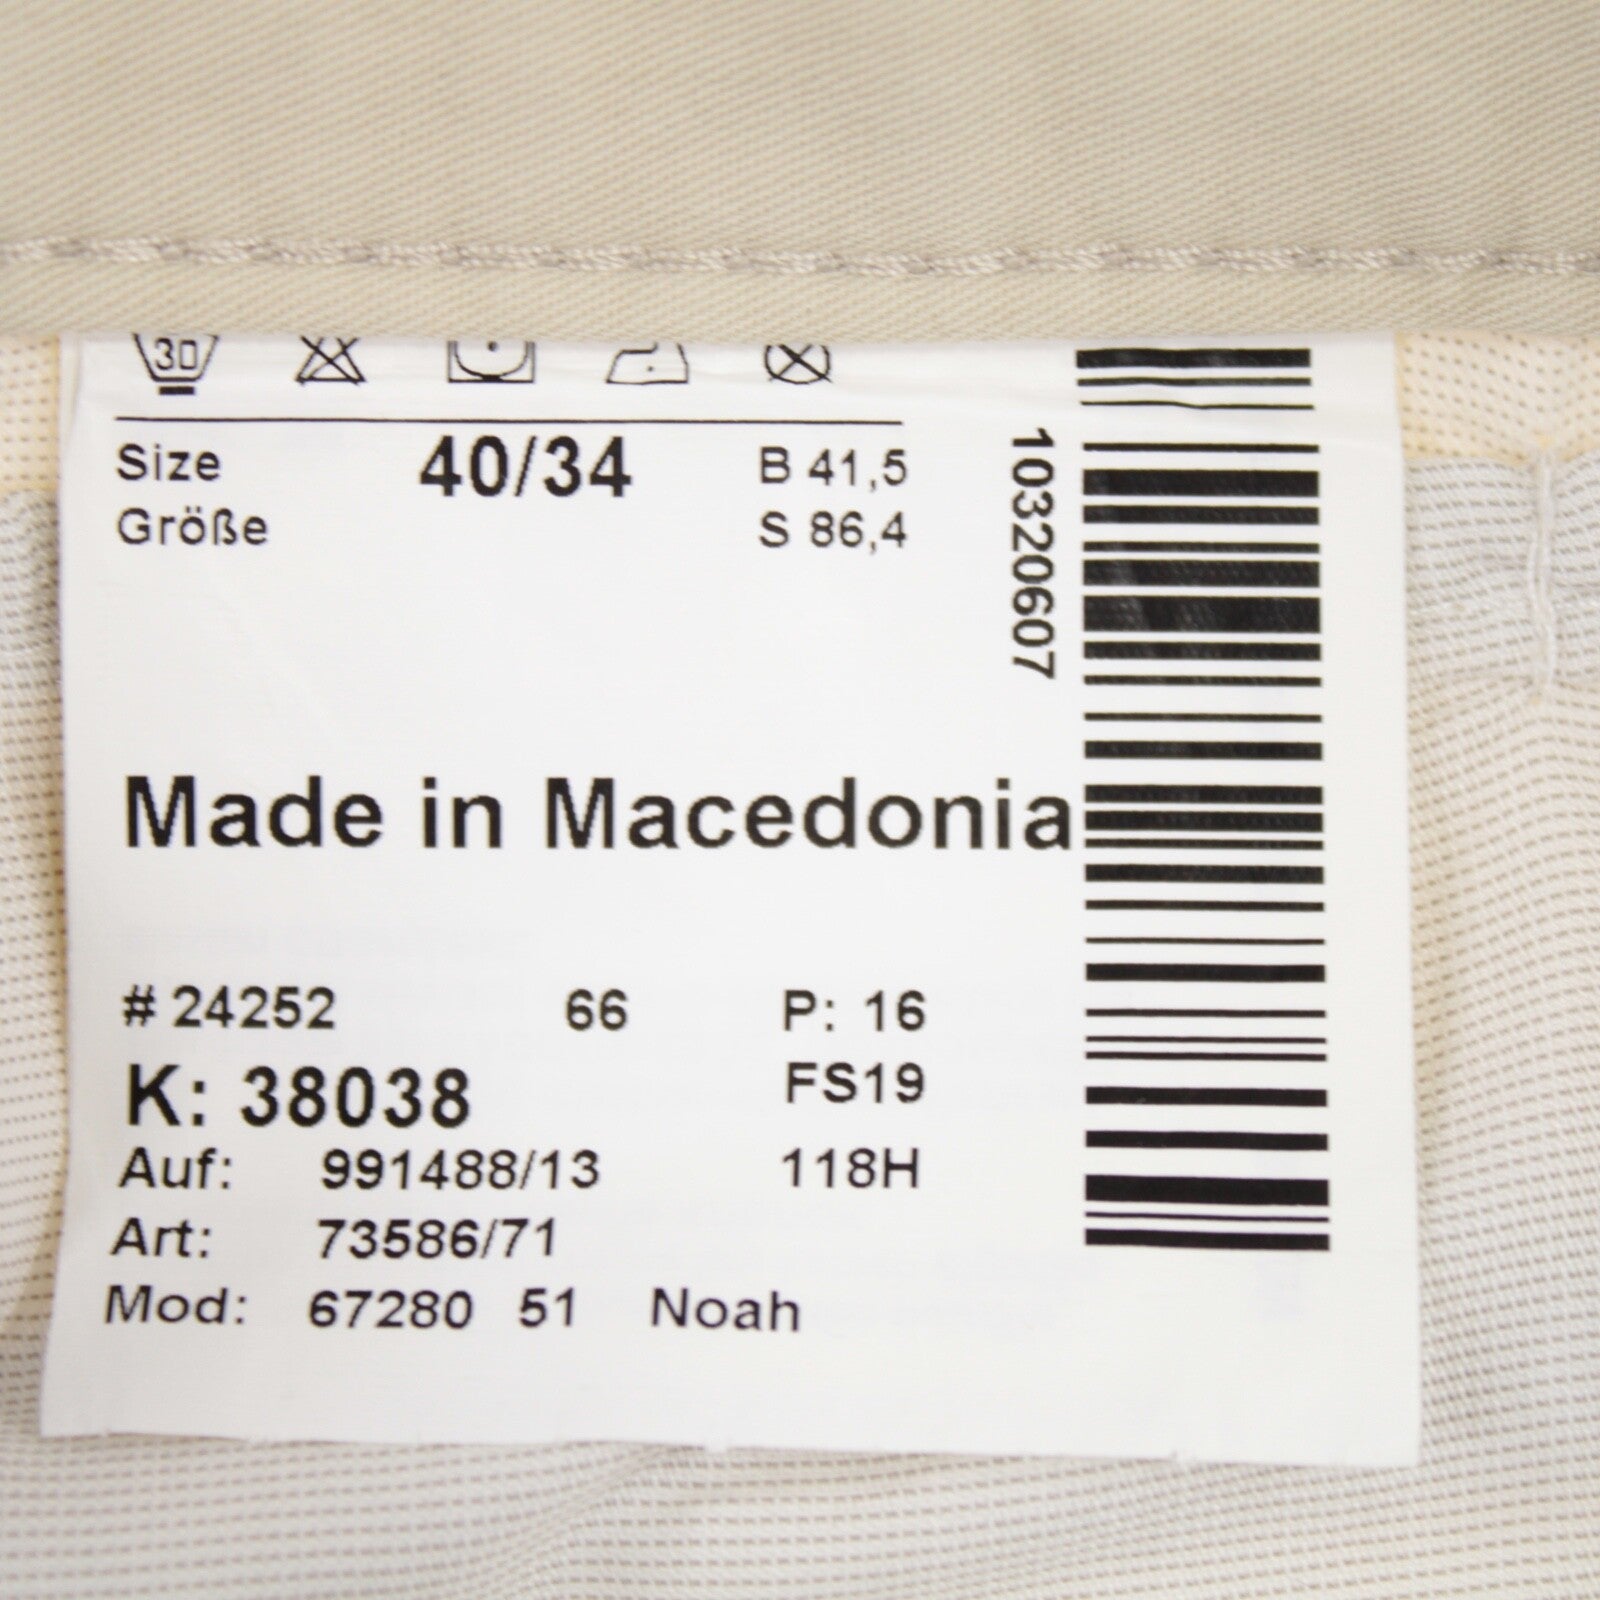 30
Size 40/34 B 41,5
Größe S 86,4
10320607
Made in Macedonia
# 24252 66 P: 16
K: 38038 FS19
Auf: 991488/13 118H
Art: 73586/71
Mod: 67280 51 Noah